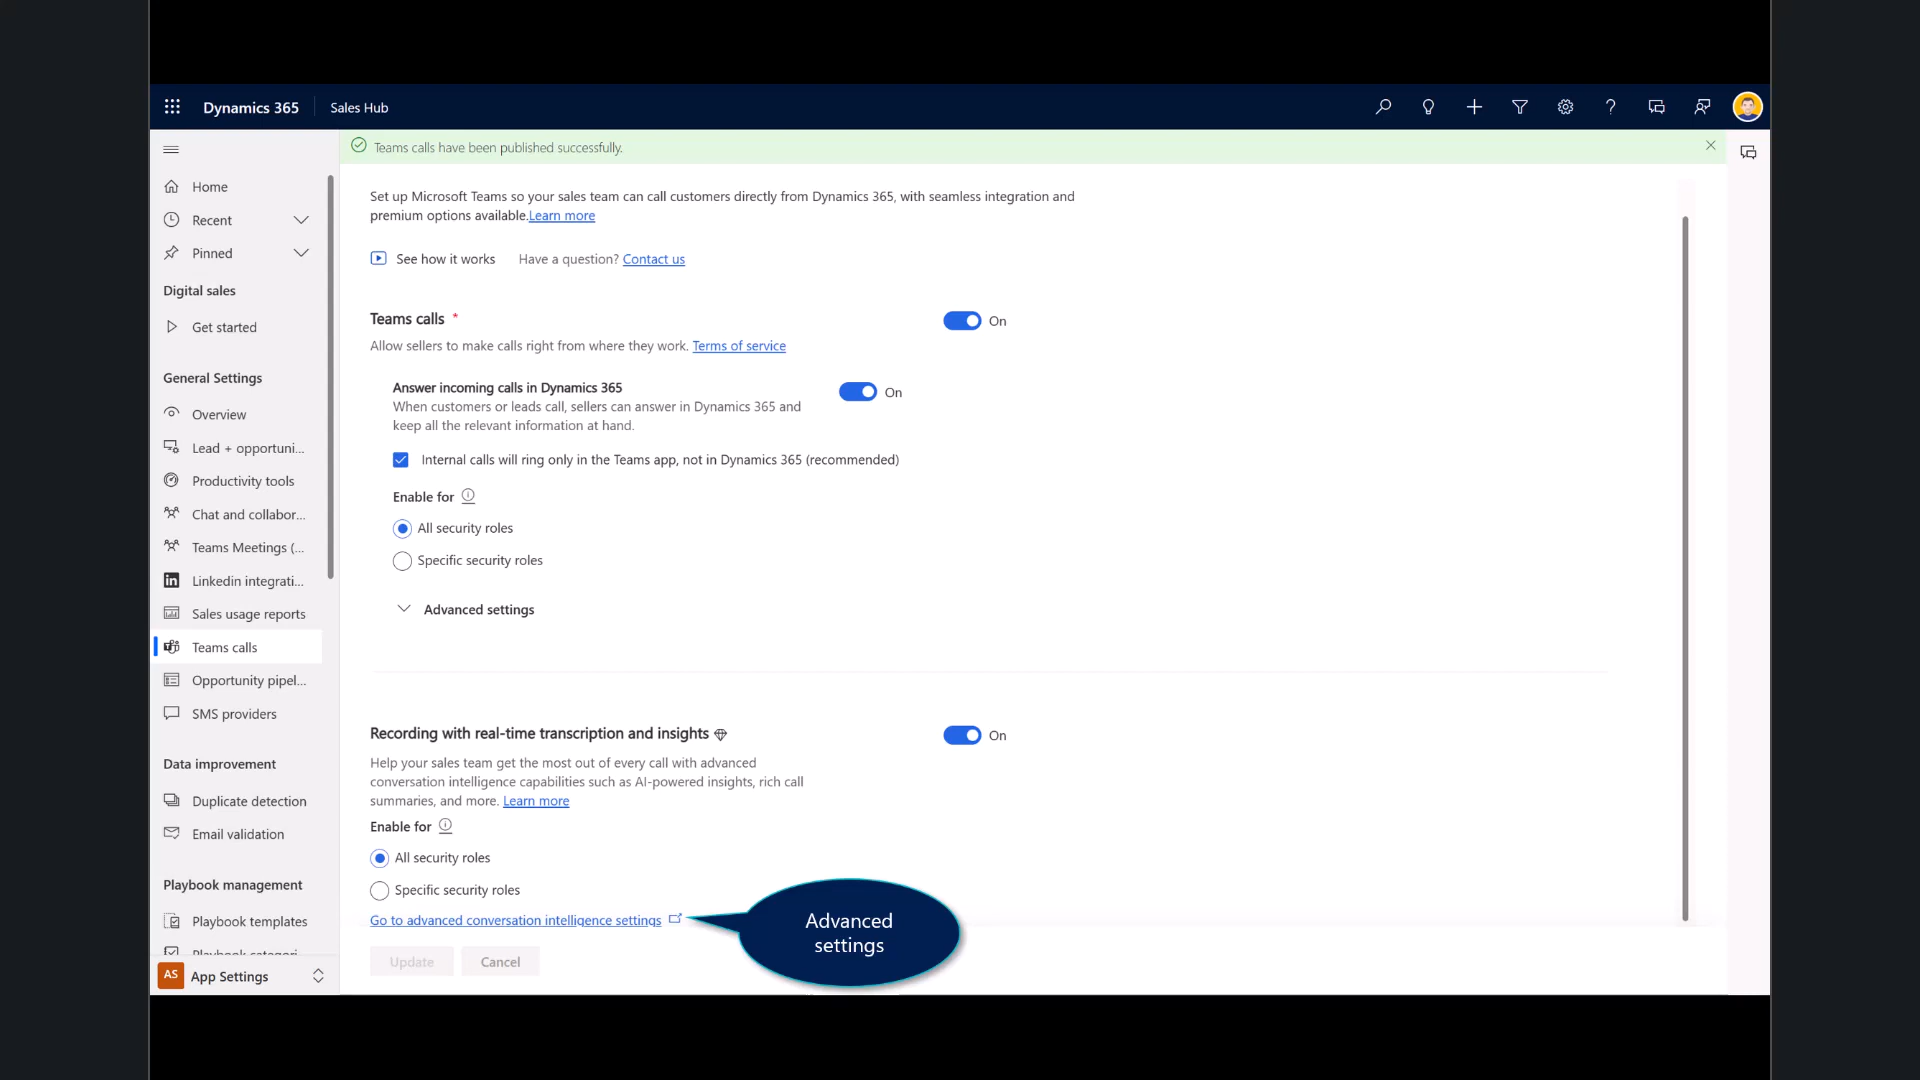 Dynamics 365
Sales Hub
Teams calls have been published successfully.
Home
Recent
Pinned
Digital sales
Get started
General Settings
Overview
Lead + opportuni...
Productivity tools
Chat and collabor...
Teams Meetings (...
Linkedin integrati...
Sales usage reports
Teams calls
Opportunity pipel...
SMS providers
Data improvement
Duplicate detection
Email validation
Playbook management
Playbook templates
Playbook categori...
AS
App Settings
Set up Microsoft Teams so your sales team can call customers directly from Dynamics 365, with seamless integration and
premium options available.Learn more
See how it works Have a question? Contact us
Teams calls *
On
Allow sellers to make calls right from where they work. Terms of service
Answer incoming calls in Dynamics 365
On
When customers or leads call, sellers can answer in Dynamics 365 and
keep all the relevant information at hand.
Internal calls will ring only in the Teams app, not in Dynamics 365 (recommended)
Enable for
All security roles
Specific security roles
Advanced settings
Recording with real-time transcription and insights
On
Help your sales team get the most out of every call with advanced
conversation intelligence capabilities such as AI-powered insights, rich call
summaries, and more. Learn more
Enable for
All security roles
Specific security roles
Go to advanced conversation intelligence settings
Advanced
settings
Update
Cancel